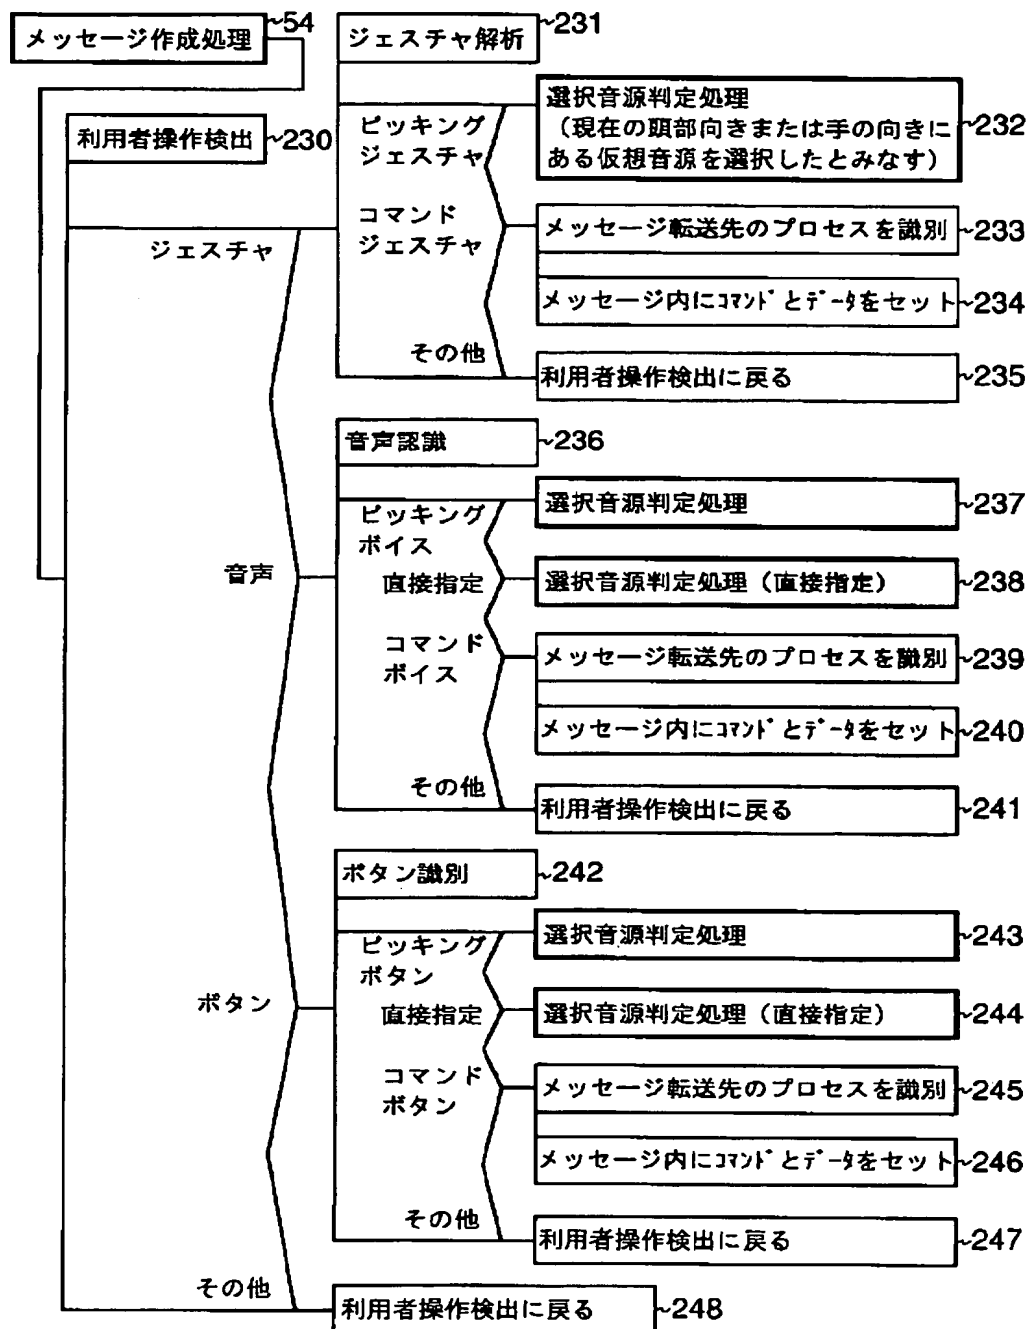 メッセージ作成処理 ~54
利用者操作検出 ~230
ジェスチャ
ジェスチャ解析 ~231
ピッキング
ジェスチャ
選択音源判定処理
（現在の頭部向きまたは手の向きに
ある仮想音源を選択したとみなす）
~232
コマンド
ジェスチャ
メッセージ転送先のプロセスを識別 ~233
メッセージ内にｺﾏﾝﾄﾞとﾃﾞｰﾀをセット ~234
その他
利用者操作検出に戻る ~235
音声
音声認識 ~236
ピッキング
ボイス
選択音源判定処理 ~237
直接指定
選択音源判定処理（直接指定） ~238
コマンド
ボイス
メッセージ転送先のプロセスを識別 ~239
メッセージ内にｺﾏﾝﾄﾞとﾃﾞｰﾀをセット ~240
その他
利用者操作検出に戻る ~241
ボタン
ボタン識別 ~242
ピッキング
ボタン
選択音源判定処理 ~243
直接指定
選択音源判定処理（直接指定） ~244
コマンド
ボタン
メッセージ転送先のプロセスを識別 ~245
メッセージ内にｺﾏﾝﾄﾞとﾃﾞｰﾀをセット ~246
その他
利用者操作検出に戻る ~247
その他
利用者操作検出に戻る ~248